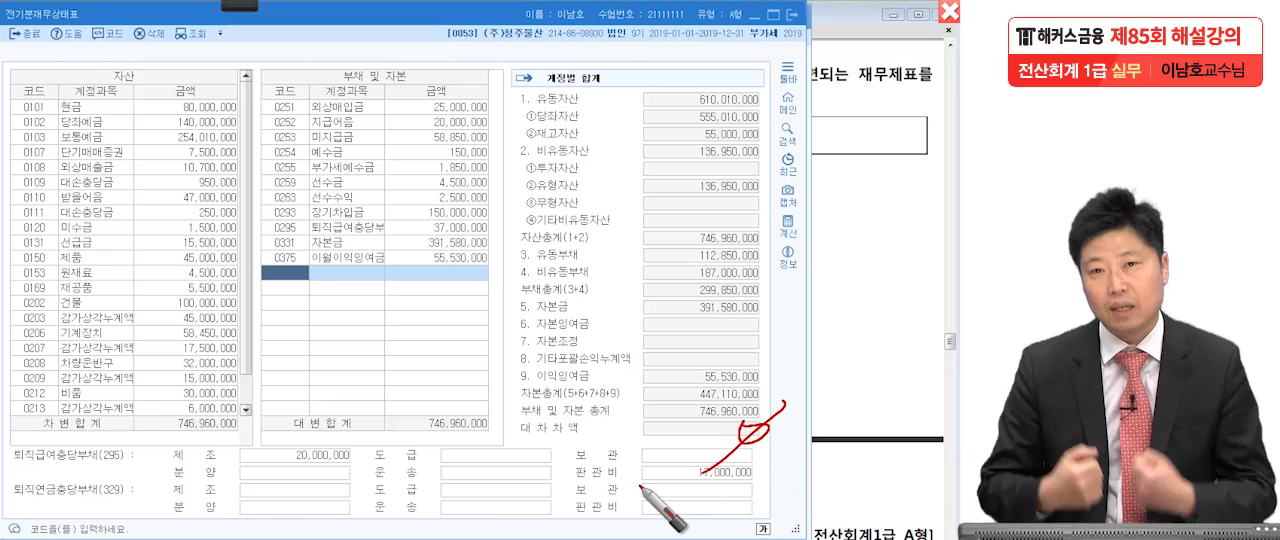 전기분재무상태표
이름 : 이남호 수험번호 : 21111111 유형 : A형
종료 도움 코드 삭제 조회
[0853] (주)청주물산 214-86-08930 법인 9기 2019-01-01~2019-12-31 부가세 2019
자산
코드 계정과목 금액
0101 현금 80,000,000
0102 당좌예금 140,000,000
0103 보통예금 254,010,000
0107 단기매매증권 7,500,000
0108 외상매출금 10,700,000
0109 대손충당금 950,000
0110 받을어음 47,000,000
0111 대손충당금 250,000
0120 미수금 1,500,000
0131 선급금 15,500,000
0150 제품 45,000,000
0153 원재료 4,500,000
0169 재공품 5,500,000
0202 건물 100,000,000
0203 감가상각누계액 45,000,000
0206 기계장치 58,450,000
0207 감가상각누계액 17,500,000
0208 차량운반구 32,000,000
0209 감가상각누계액 15,000,000
0212 비품 30,000,000
0213 감가상각누계액 6,000,000
차 변 합 계 746,960,000
부채 및 자본
코드 계정과목 금액
0251 외상매입금 25,000,000
0252 지급어음 20,000,000
0253 미지급금 58,850,000
0254 예수금 150,000
0255 부가세예수금 1,850,000
0259 선수금 4,500,000
0263 선수수익 2,500,000
0293 장기차입금 150,000,000
0295 퇴직급여충당부 37,000,000
0331 자본금 391,580,000
0375 이월이익잉여금 55,530,000
대 변 합 계 746,960,000
계정별 합계
1. 유동자산 610,010,000
①당좌자산 555,010,000
②재고자산 55,000,000
2. 비유동자산 136,950,000
①투자자산
②유형자산 136,950,000
③무형자산
④기타비유동자산
자산총계(1+2) 746,960,000
3. 유동부채 112,850,000
4. 비유동부채 187,000,000
부채총계(3+4) 299,850,000
5. 자본금 391,580,000
6. 자본잉여금
7. 자본조정
8. 기타포괄손익누계액
9. 이익잉여금 55,530,000
자본총계(5+6+7+8+9) 447,110,000
부채 및 자본 총계 746,960,000
대 차 차 액
퇴직급여충당부채(295) : 제 조 20,000,000 도 급 보 관
분 양 운 송 판 관 비 17,000,000
퇴직연금충당부채(329) : 제 조 도 급 보 관
분 양 운 송 판 관 비
코드을(를) 입력하세요.
가
툴바
메인
검색
최근
캡처
계산
정보
련되는 재무제표를
전산회계1급 A형]
해커스금융 제85회 해설강의
전산회계 1급 실무 이남호교수님